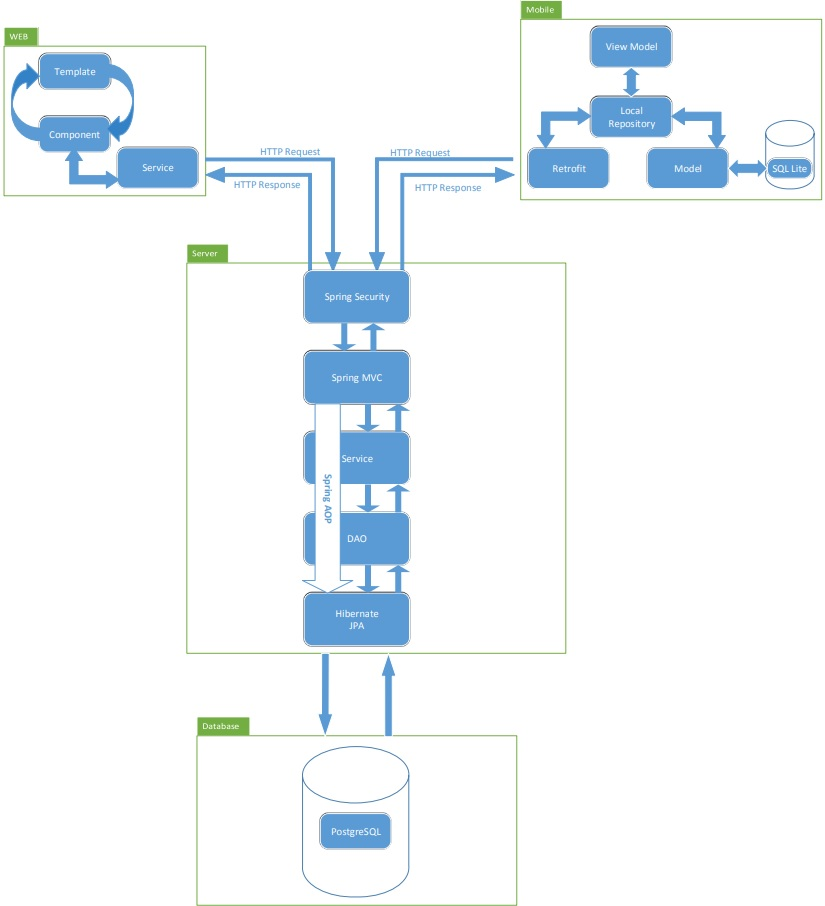 WEB
Template
Component
Service
Mobile
View Model
Local
Repository
Retrofit
Model
SQL Lite
HTTP Request
HTTP Response
HTTP Request
HTTP Response
Server
Spring Security
Spring MVC
Service
Spring AOP
DAO
Hibernate
JPA
Database
PostgreSQL